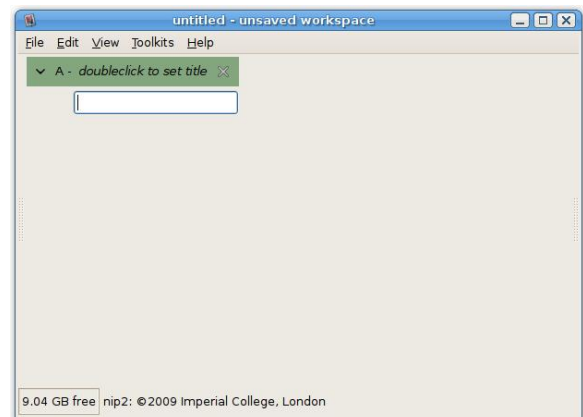 untitled - unsaved workspace
File Edit View Toolkits Help
A - doubleclick to set title
9.04 GB free nip2: ©2009 Imperial College, London